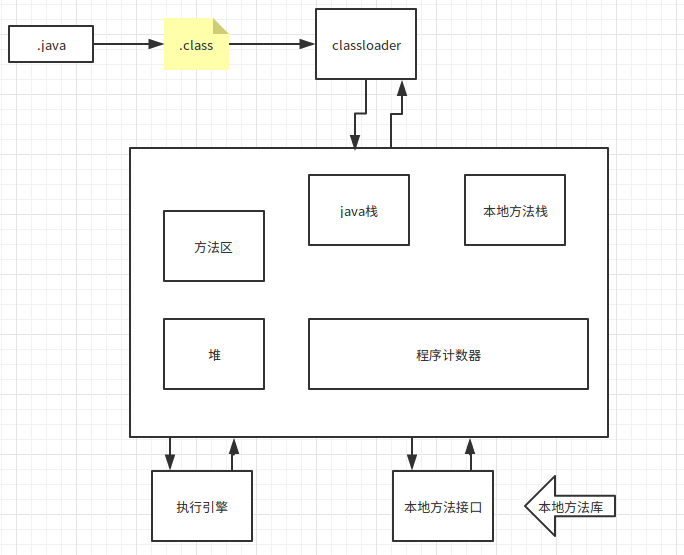 .java
.class
classloader
java栈
本地方法栈
方法区
堆
程序计数器
执行引擎
本地方法接口
本地方法库